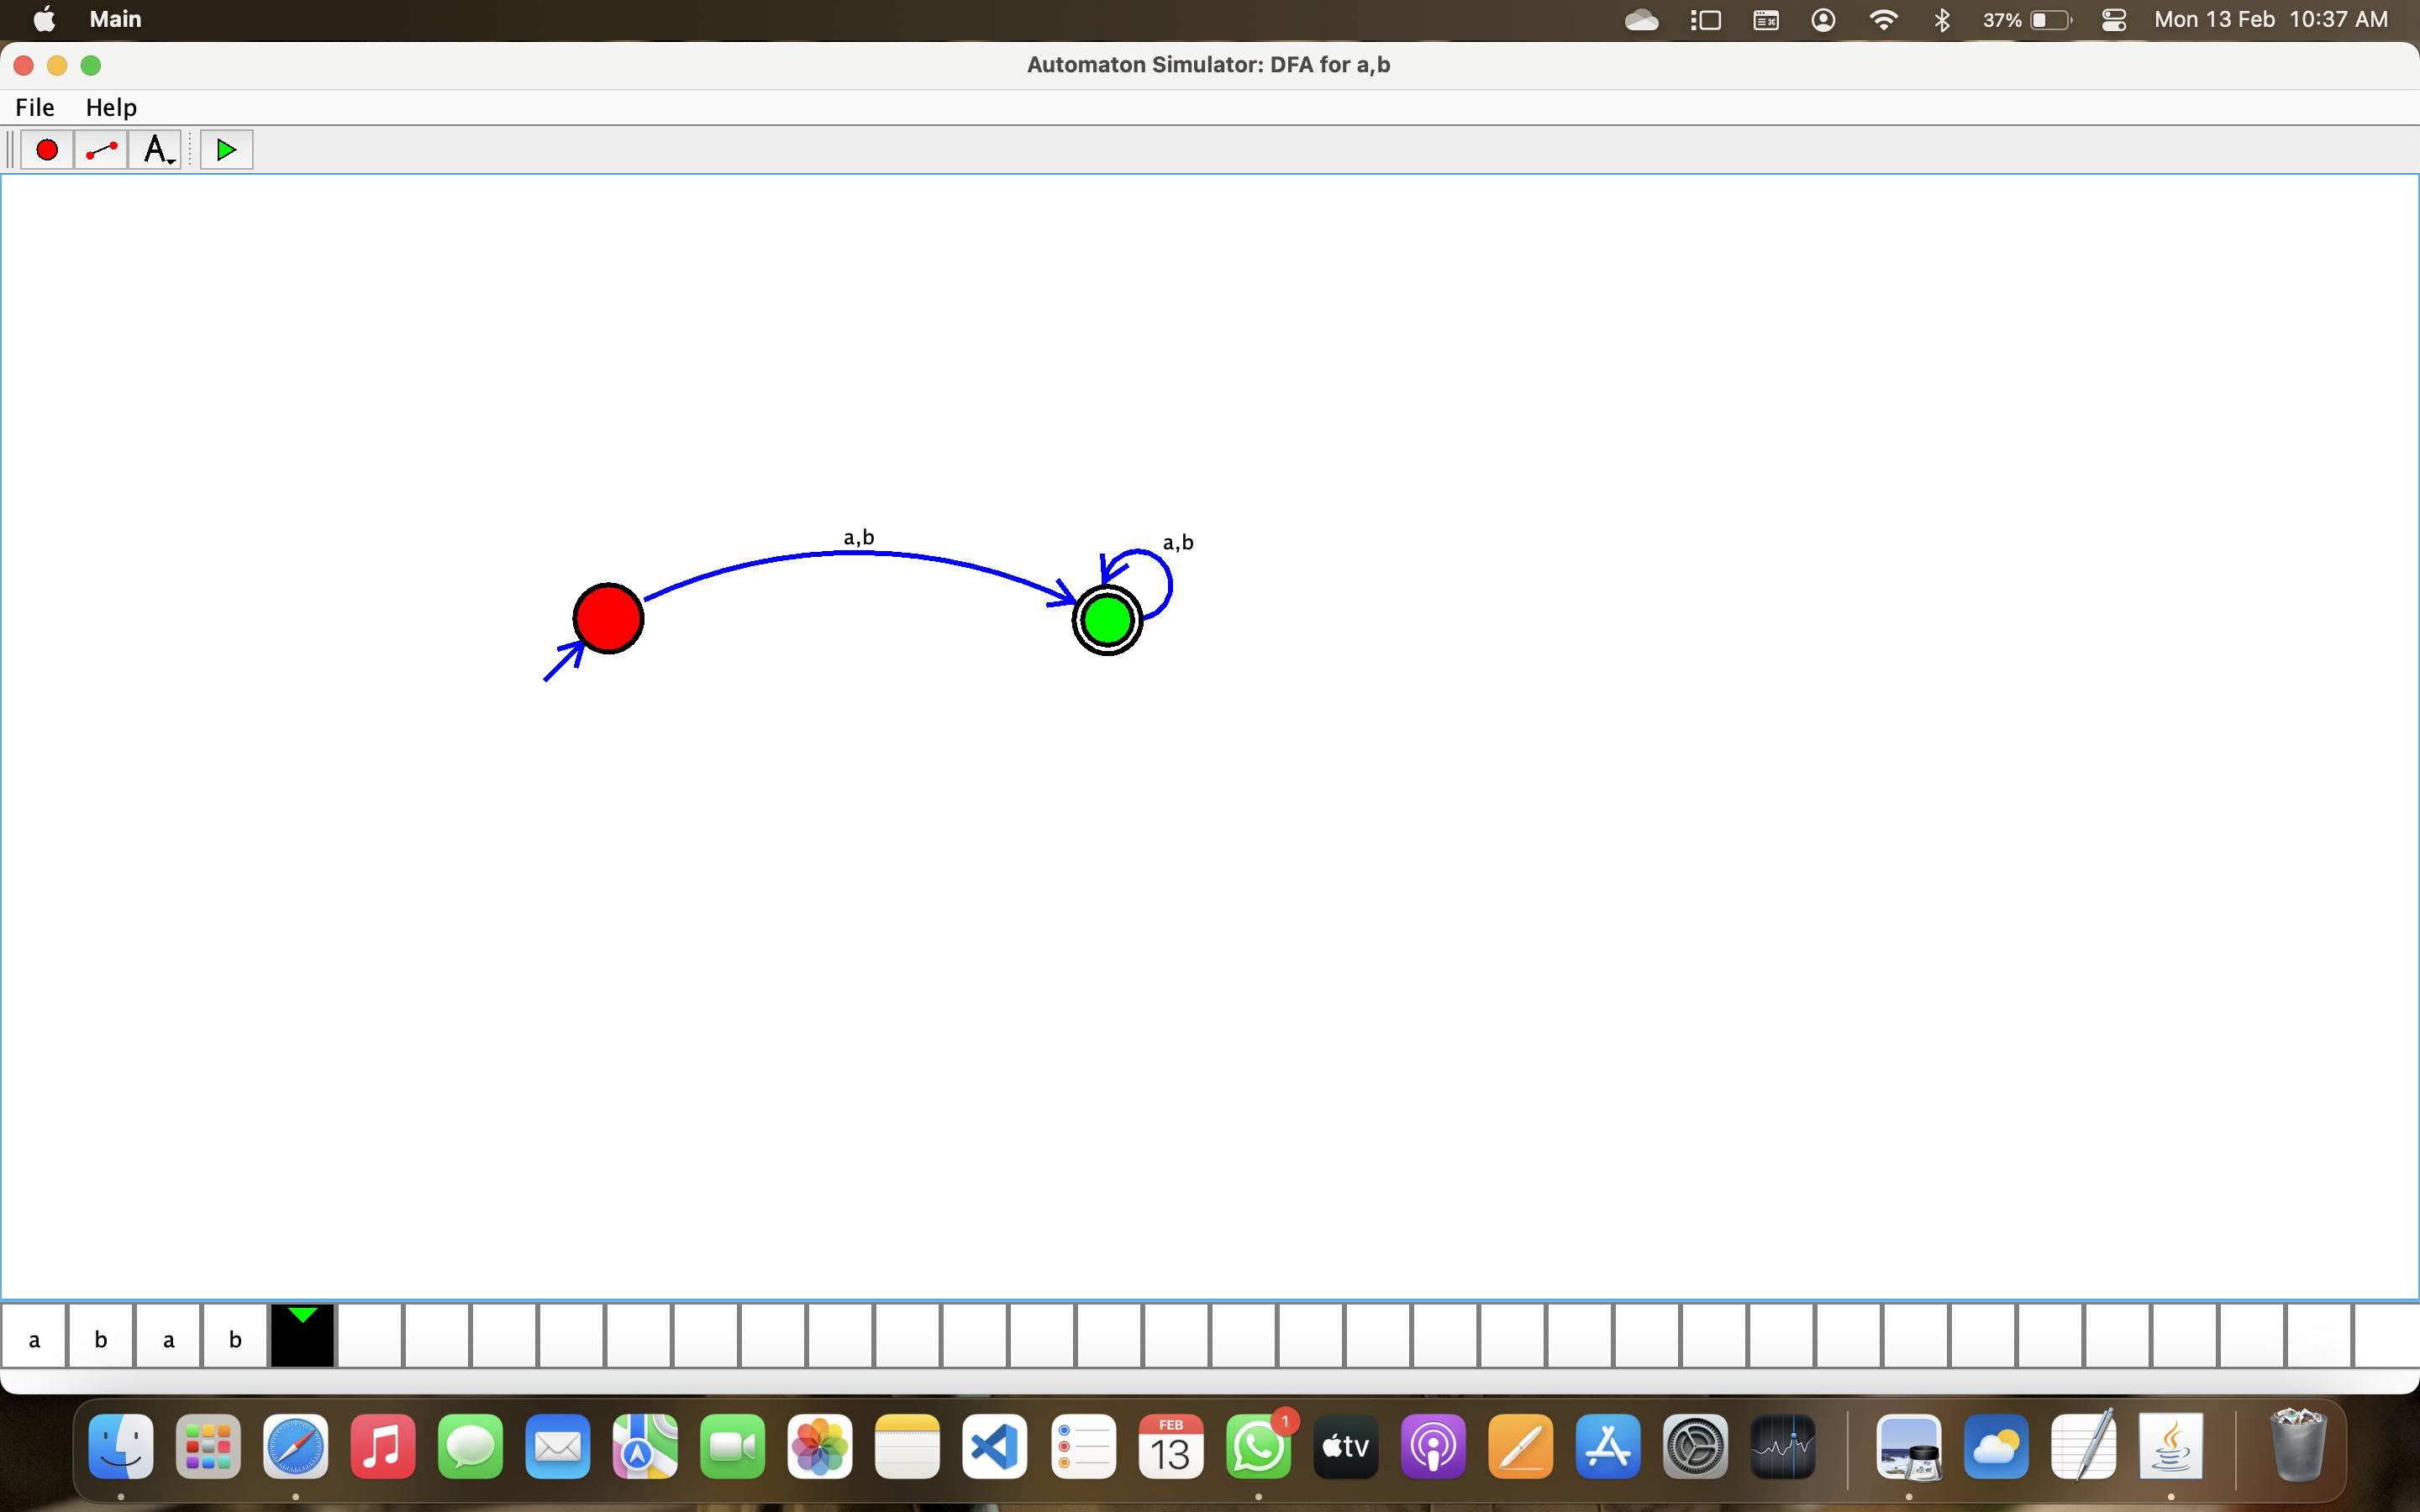 Main 37% Mon 13 Feb 10:37 AM
Automaton Simulator: DFA for a,b
File Help
A
a,b
a,b
a b a b
FEB
13
1
tv